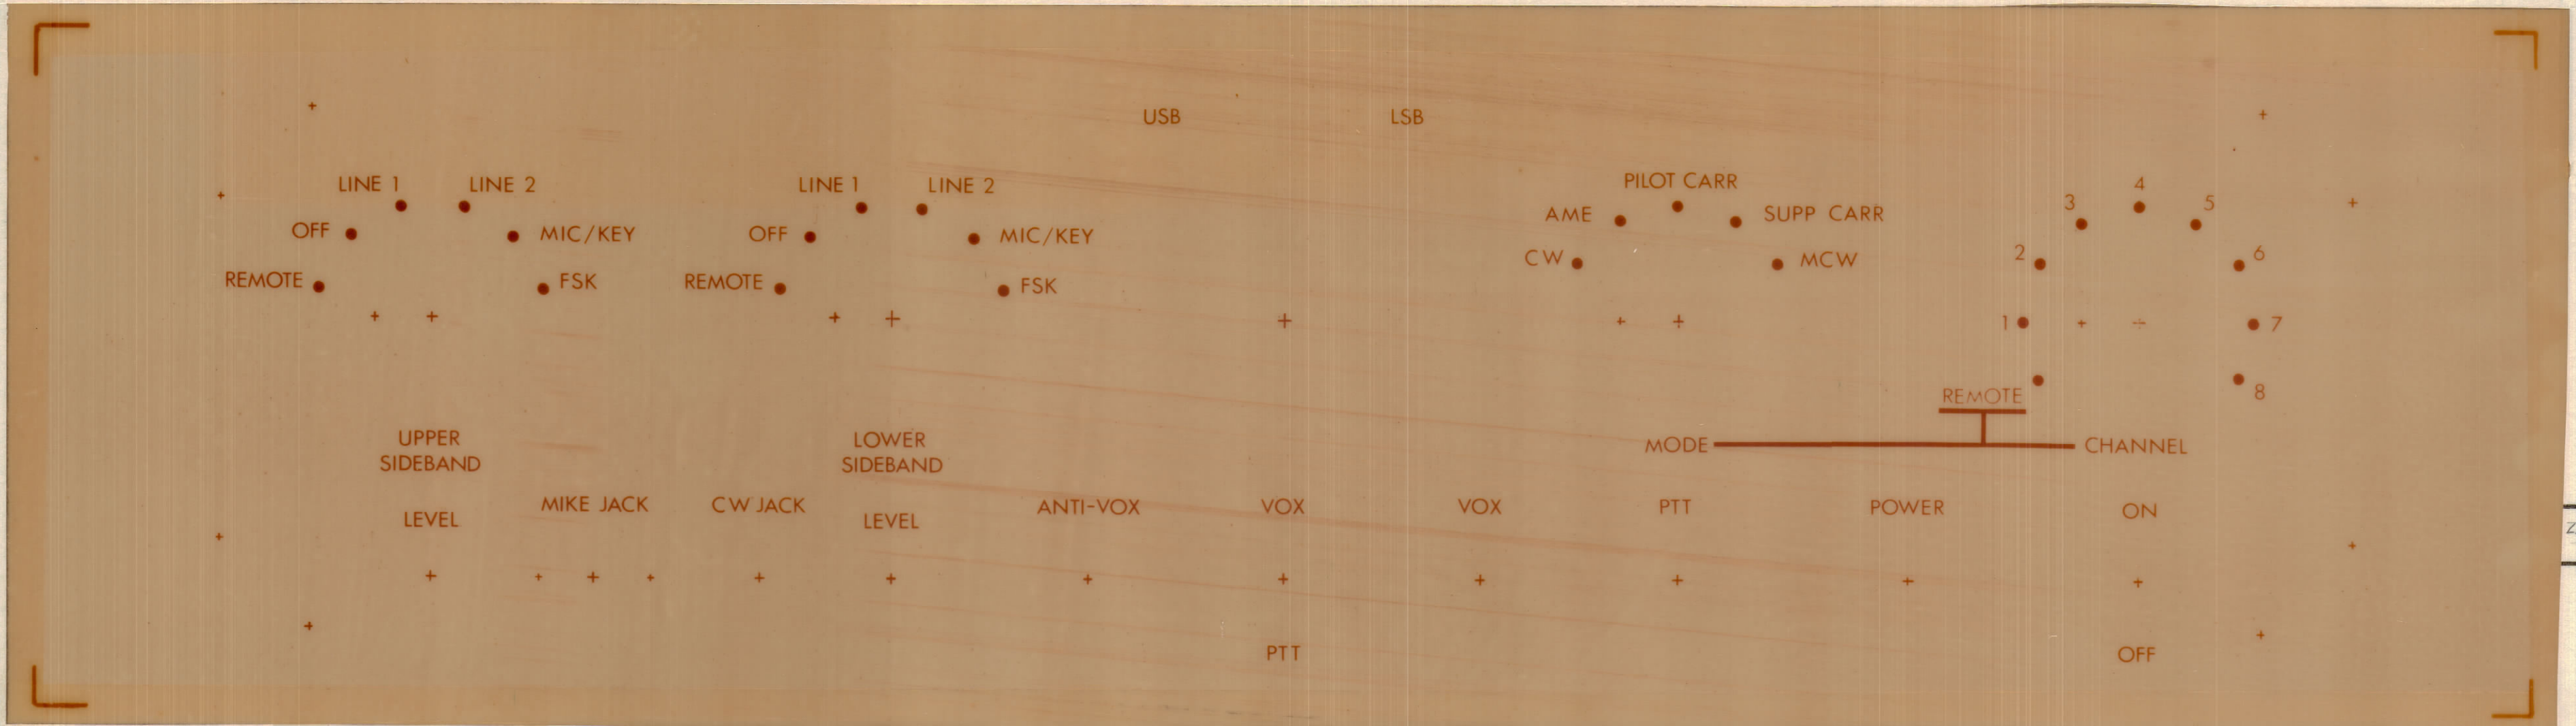 USB LSB
LINE 1 LINE 2 LINE 1 LINE 2 PILOT CARR 4
OFF MIC/KEY OFF MIC/KEY AME SUPP CARR 3 5
REMOTE FSK REMOTE FSK CW MCW 2 6
1 7
REMOTE 8
UPPER
SIDEBAND
LOWER
SIDEBAND
MODE CHANNEL
LEVEL MIKE JACK CW JACK LEVEL ANTI-VOX VOX VOX PTT POWER ON
PTT OFF